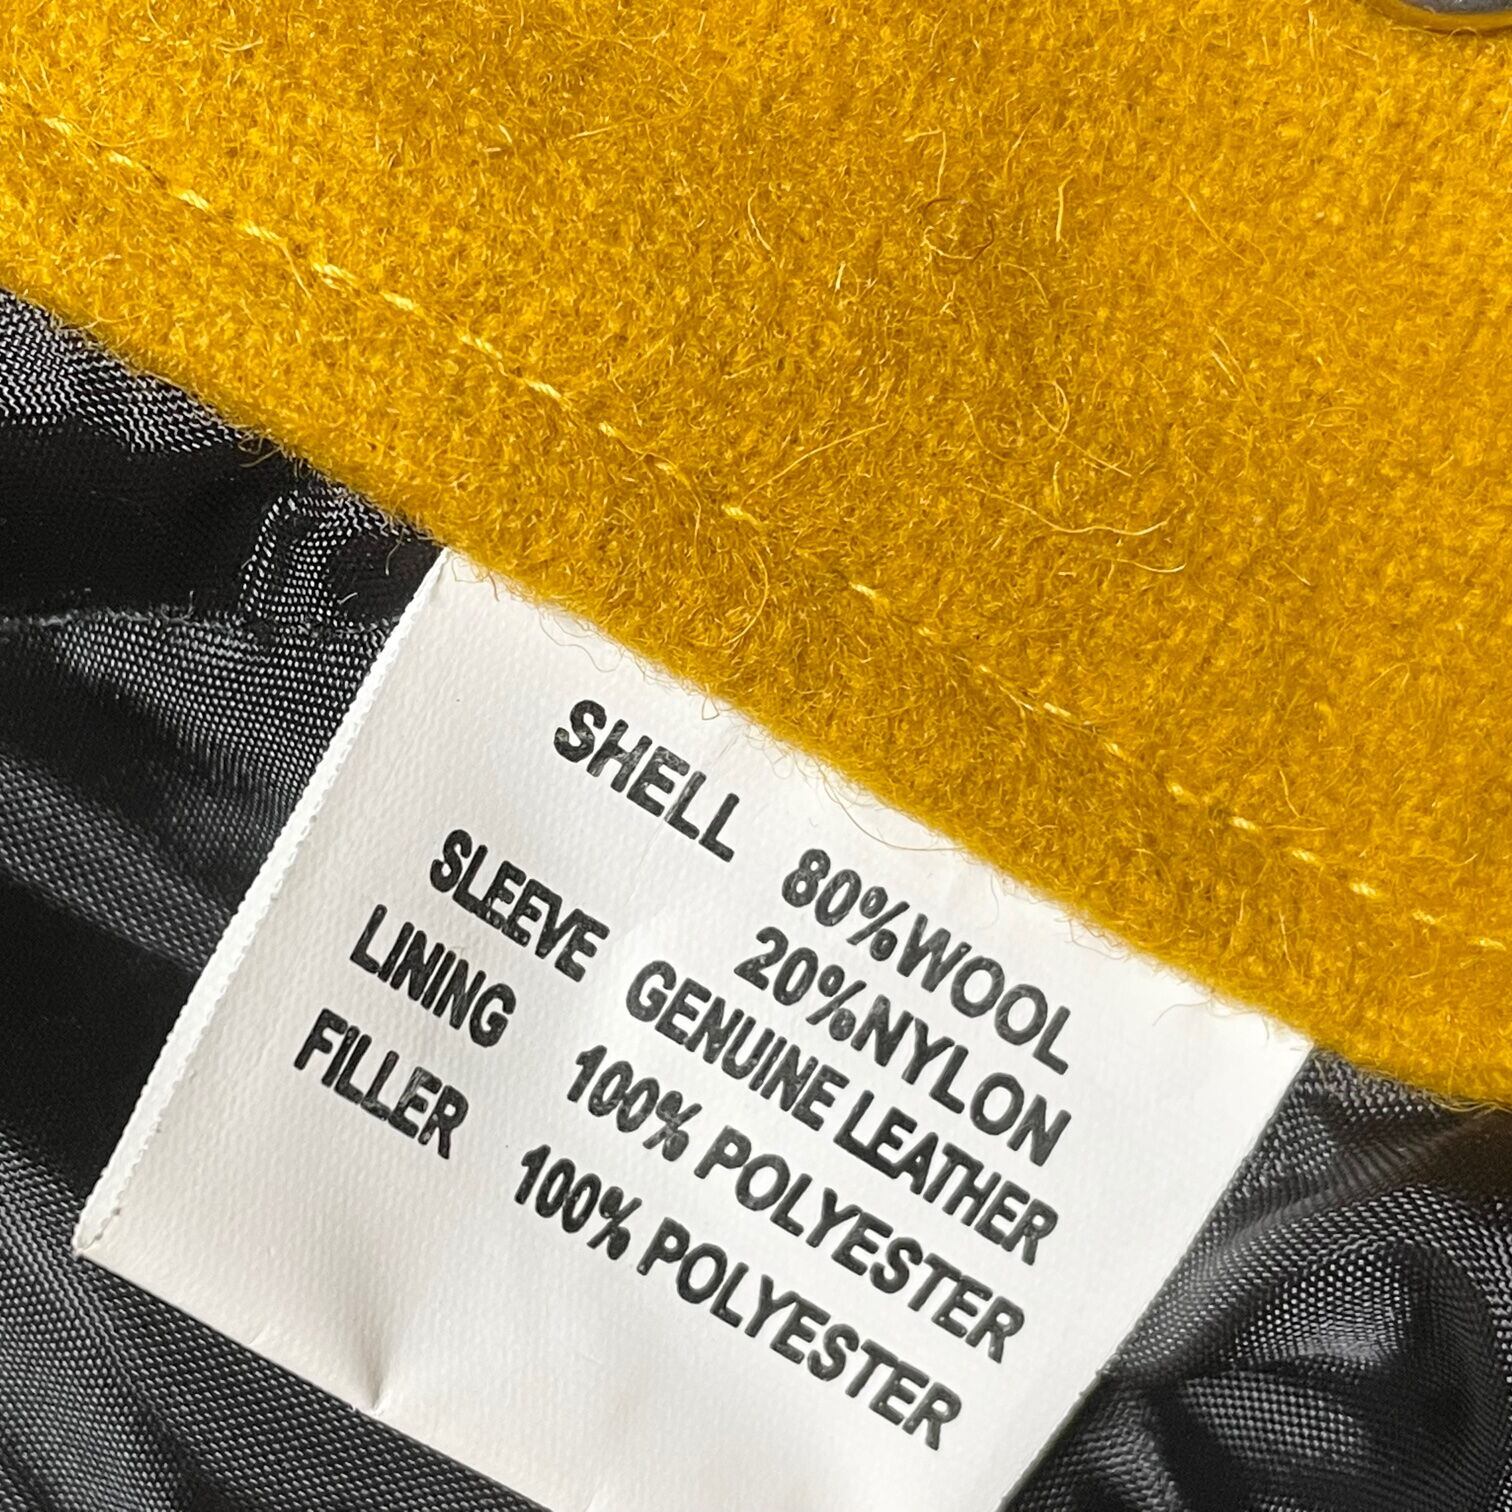 SHELL 80%WOOL
20%NYLON
SLEEVE GENUINE LEATHER
LINING 100% POLYESTER
FILLER 100% POLYESTER